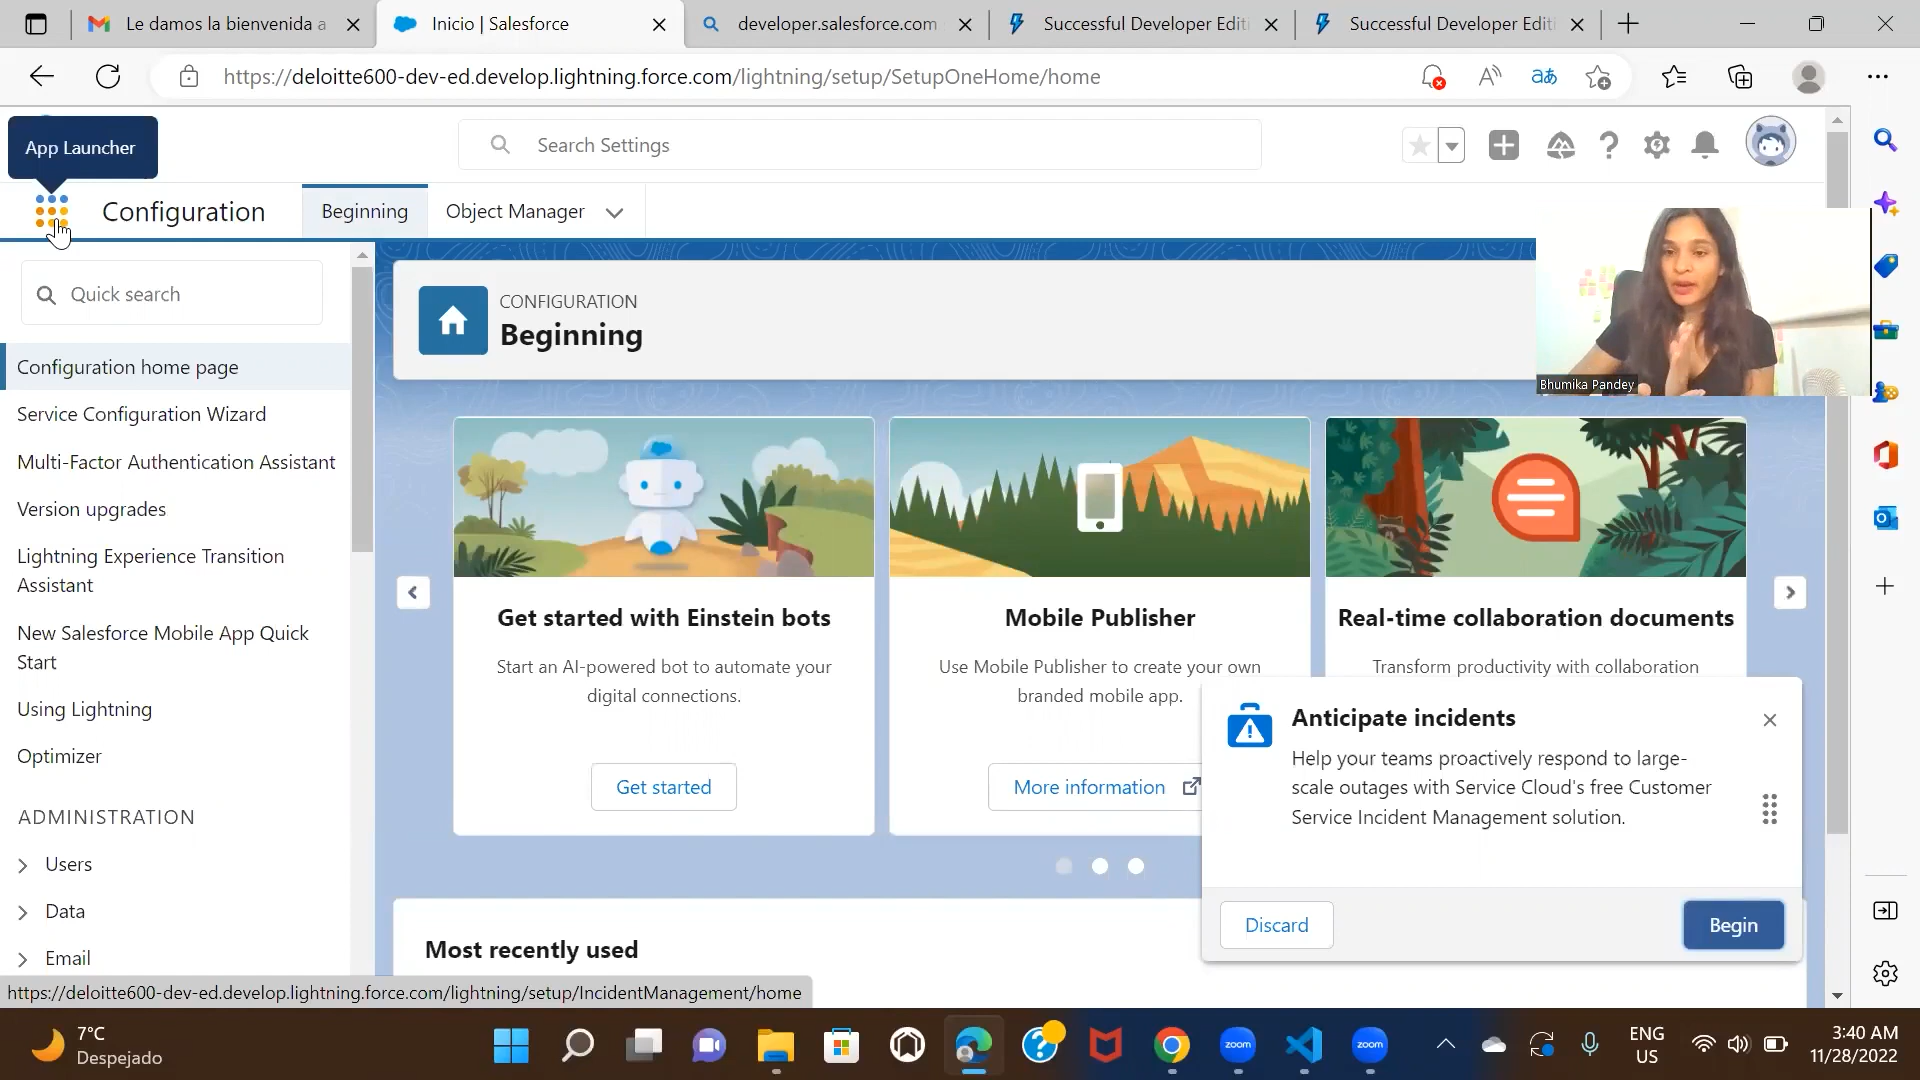 Le damos la bienvenida a
Inicio | Salesforce
developer.salesforce.com
Successful Developer Editi
Successful Developer Editi
https://deloitte600-dev-ed.develop.lightning.force.com/lightning/setup/SetupOneHome/home
App Launcher
Search Settings
Configuration
Beginning
Object Manager
Quick search
Configuration home page
Service Configuration Wizard
Multi-Factor Authentication Assistant
Version upgrades
Lightning Experience Transition
Assistant
New Salesforce Mobile App Quick
Start
Using Lightning
Optimizer
ADMINISTRATION
Users
Data
Email
CONFIGURATION
Beginning
Bhumika Pandey
Get started with Einstein bots
Start an AI-powered bot to automate your
digital connections.
Get started
Mobile Publisher
Use Mobile Publisher to create your own
branded mobile app.
More information
Real-time collaboration documents
Transform productivity with collaboration
Anticipate incidents
Help your teams proactively respond to large-
scale outages with Service Cloud's free Customer
Service Incident Management solution.
Discard
Begin
Most recently used
https://deloitte600-dev-ed.develop.lightning.force.com/lightning/setup/IncidentManagement/home
7°C
Despejado
zoom
zoom
ENG
US
3:40 AM
11/28/2022